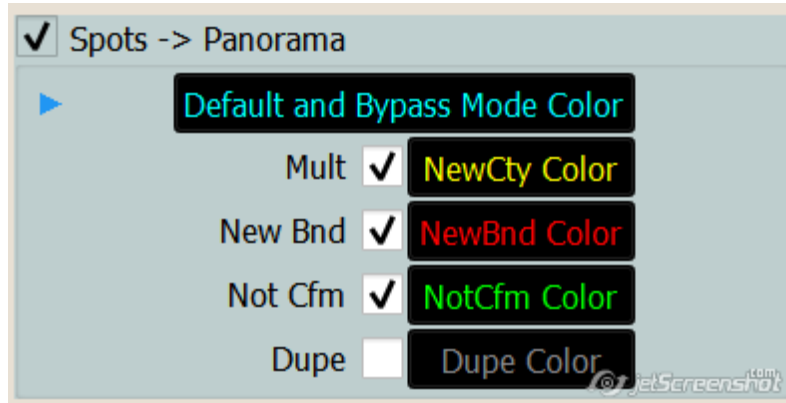 Spots -> Panorama
Default and Bypass Mode Color
Mult NewCty Color
New Bnd NewBnd Color
Not Cfm NotCfm Color
Dupe Dupe Color
jetScreenshot.com